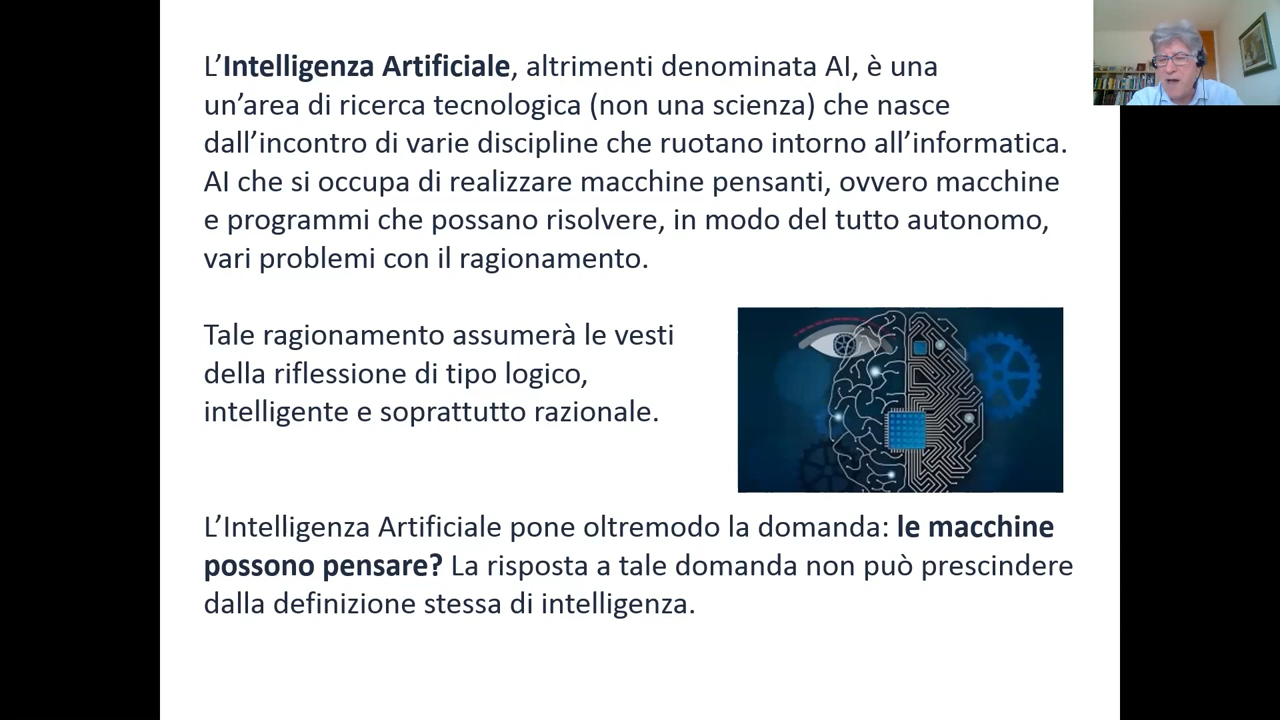 L’Intelligenza Artificiale, altrimenti denominata AI, è una
un’area di ricerca tecnologica (non una scienza) che nasce
dall’incontro di varie discipline che ruotano intorno all’informatica.
AI che si occupa di realizzare macchine pensanti, ovvero macchine
e programmi che possano risolvere, in modo del tutto autonomo,
vari problemi con il ragionamento.
Tale ragionamento assumerà le vesti
della riflessione di tipo logico,
intelligente e soprattutto razionale.
L’Intelligenza Artificiale pone oltremodo la domanda: le macchine
possono pensare? La risposta a tale domanda non può prescindere
dalla definizione stessa di intelligenza.